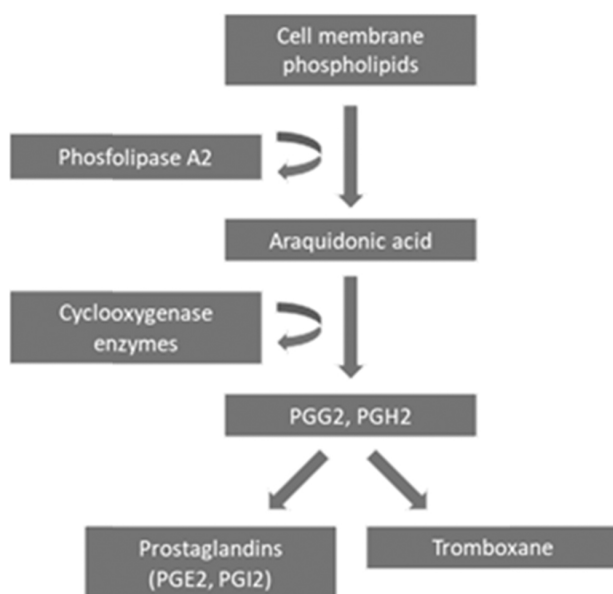 Cell membrane
phospholipids
Phosfolipase A2
Araquidonic acid
Cyclooxygenase
enzymes
PGG2, PGH2
Prostaglandins
(PGE2, PGI2)
Tromboxane